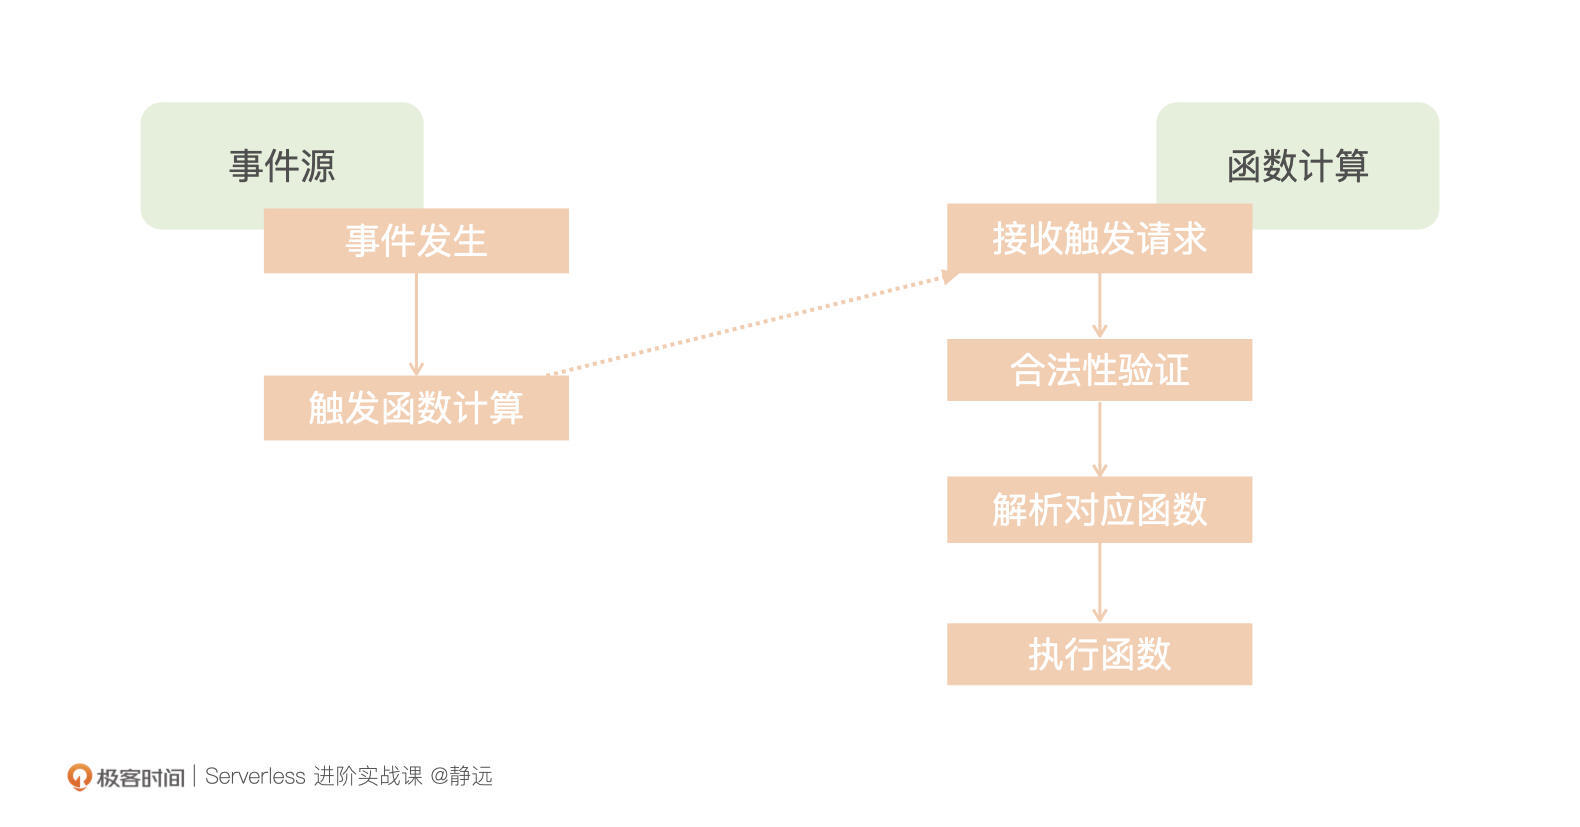 事件源
事件发生
触发函数计算
函数计算
接收触发请求
合法性验证
解析对应函数
执行函数
极客时间 | Serverless 进阶实战课 @静远